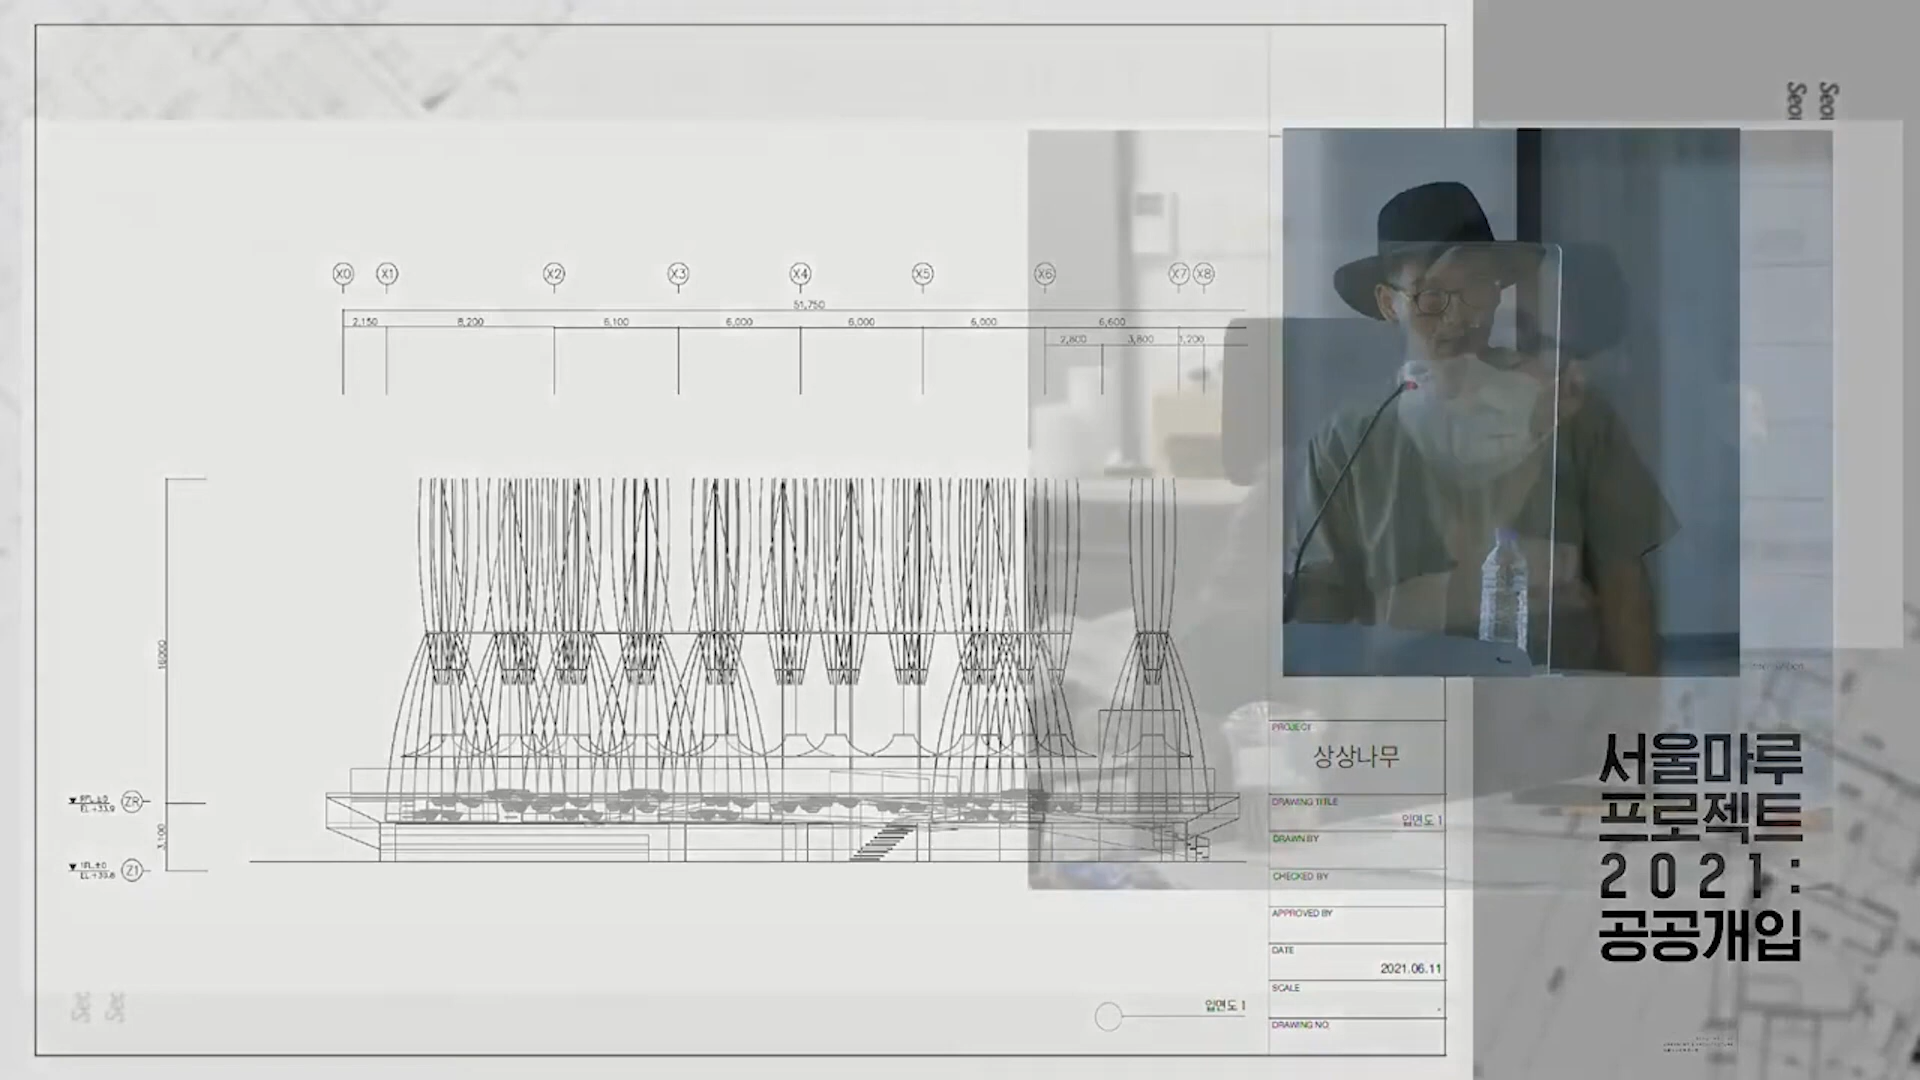 X0 X1 X2 X3 X4 X5 X6 X7 X8
51,750
2,150 8,200 6,100 6,000 6,000 6,000 6,600
2,800 3,800 1,200
16000
ZR
3,100
Z1
PROJECT
상상나무
DRAWING TITLE
입면도 1
DRAWN BY
CHECKED BY
APPROVED BY
DATE
2021.06.11
SCALE
-
DRAWING NO.
입면도 1
서울마루
프로젝트
2021:
공공개입